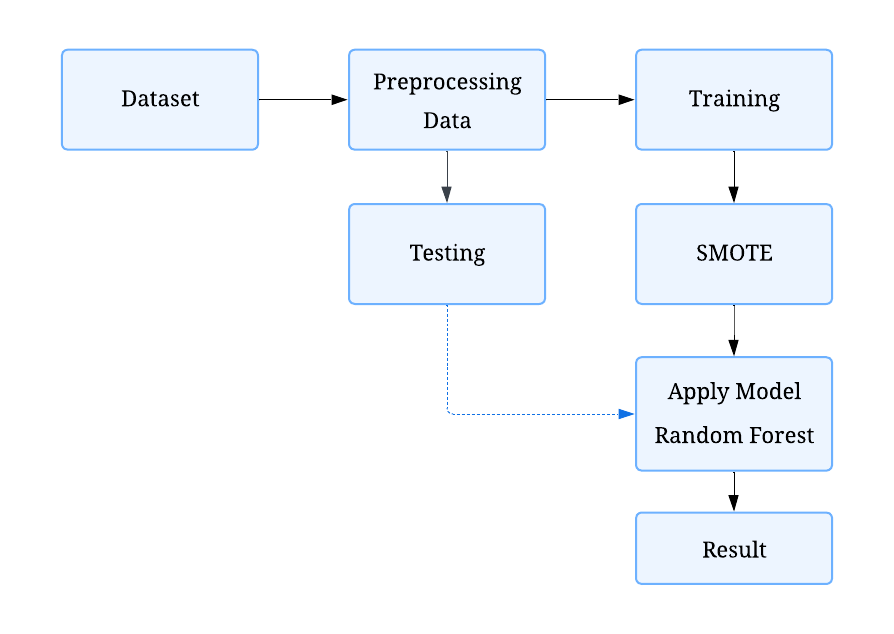 Dataset
Preprocessing
Data
Training
Testing
SMOTE
Apply Model
Random Forest
Result